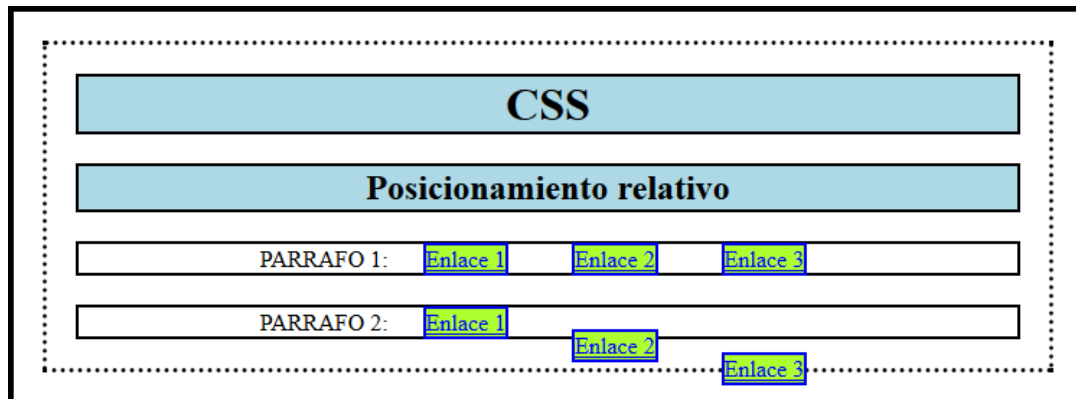 CSS
Posicionamiento relativo
PARRAFO 1: Enlace 1 Enlace 2 Enlace 3
PARRAFO 2: Enlace 1
Enlace 2
Enlace 3